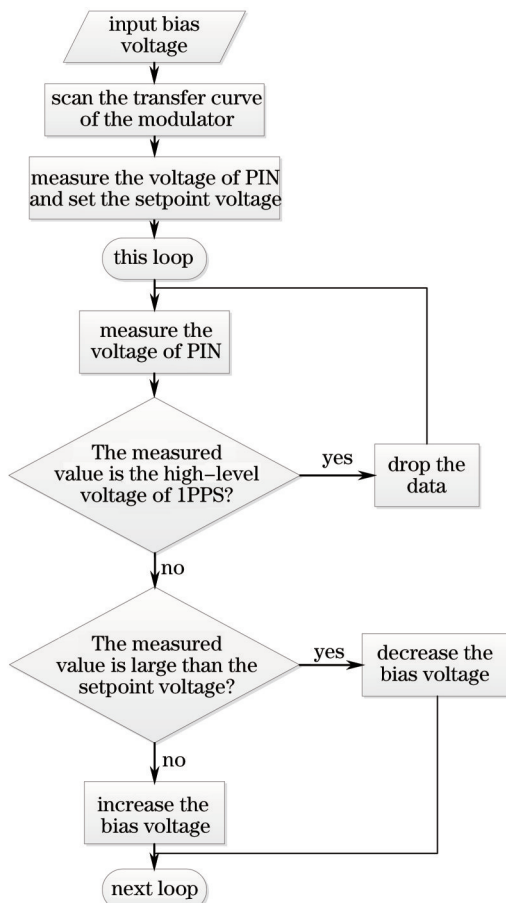 input bias
voltage
scan the transfer curve
of the modulator
measure the voltage of PIN
and set the setpoint voltage
this loop
measure the
voltage of PIN
The measured
value is the high–level
voltage of 1PPS?
yes
drop the
data
no
The measured
value is large than the
setpoint voltage?
yes
decrease the
bias voltage
no
increase the
bias voltage
next loop